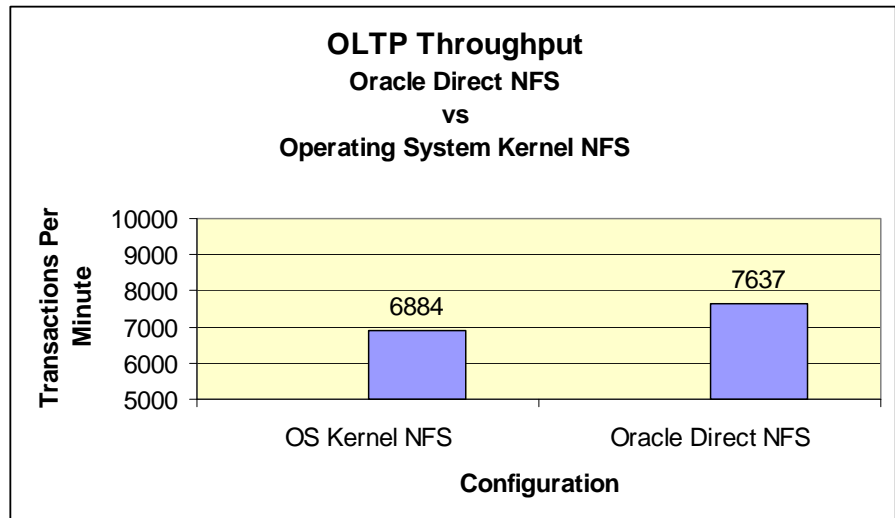 OLTP Throughput
Oracle Direct NFS
vs
Operating System Kernel NFS
Transactions Per
Minute
10000
9000
8000
7000
6000
5000
6884
7637
OS Kernel NFS
Oracle Direct NFS
Configuration